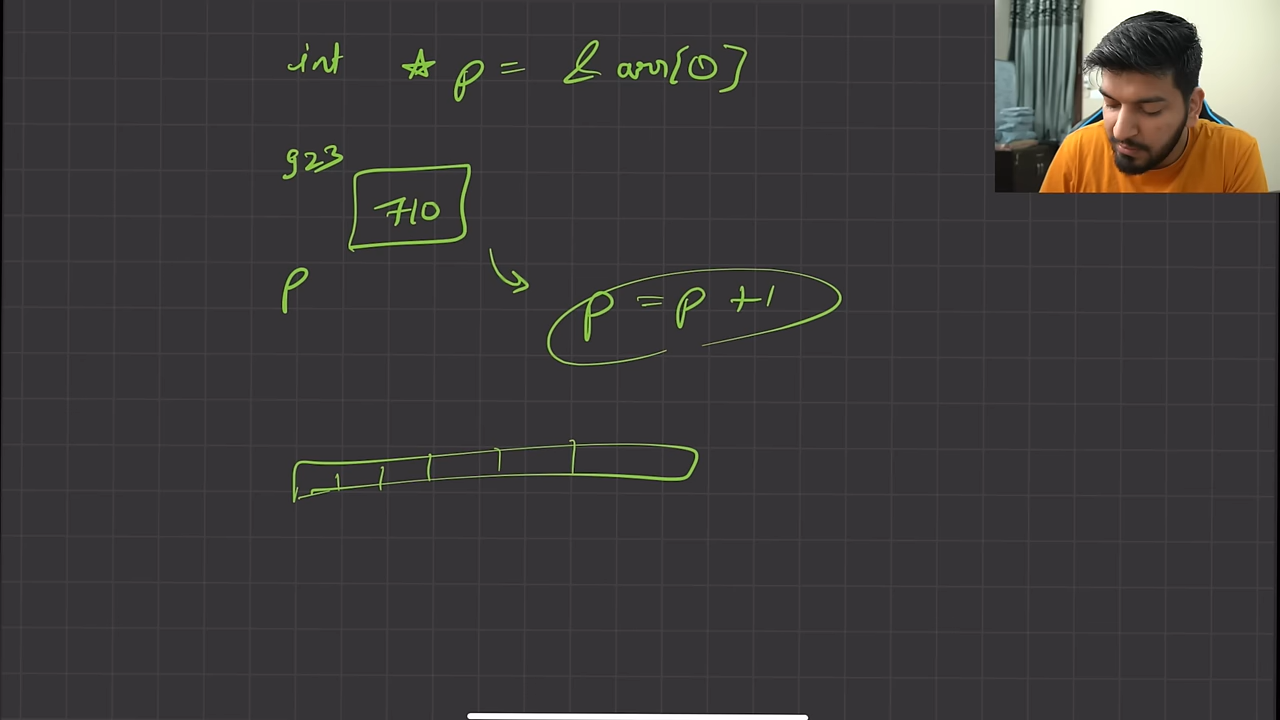 int *p = &arr[0]
923
710
p
p = p +1